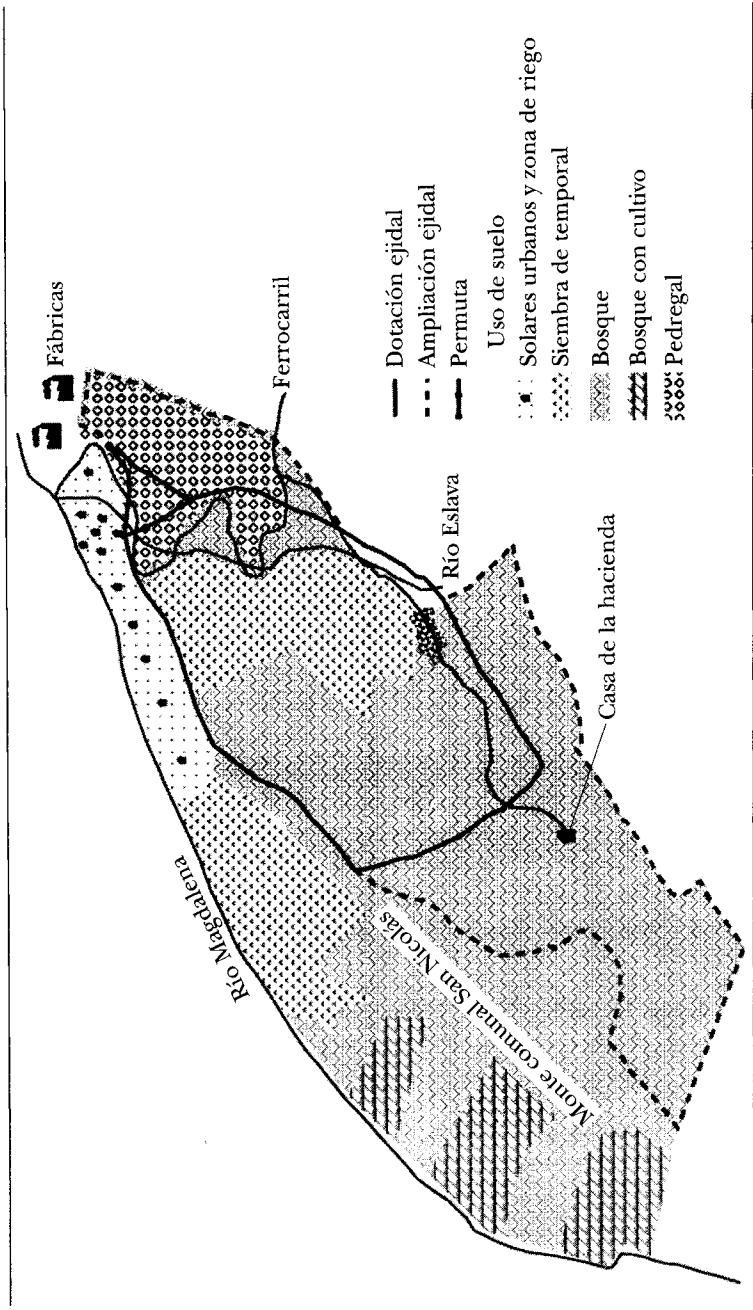 Fábricas
Ferrocarril
Río Magdalena
Río Eslava
Casa de la hacienda
Monte comunal San Nicolás
Dotación ejidal
Ampliación ejidal
Permuta
Uso de suelo
Solares urbanos y zona de riego
Siembra de temporal
Bosque
Bosque con cultivo
Pedregal